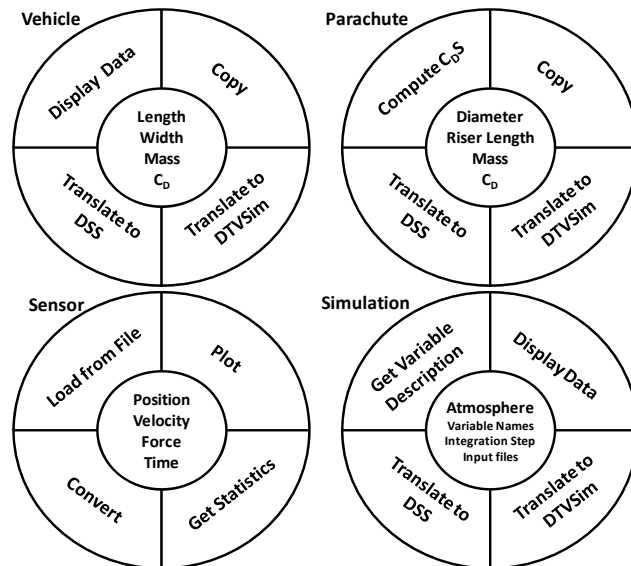 Vehicle
Display Data
Copy
Length
Width
Mass
C_D
Translate to
DSS
Translate to
DTVSim
Parachute
Compute C_DS
Copy
Diameter
Riser Length
Mass
C_D
Translate to
DSS
Translate to
DTVSim
Sensor
Load from File
Plot
Position
Velocity
Force
Time
Convert
Get Statistics
Simulation
Get Variable
Description
Display Data
Atmosphere
Variable Names
Integration Step
Input files
Translate to
DSS
Translate to
DTVSim